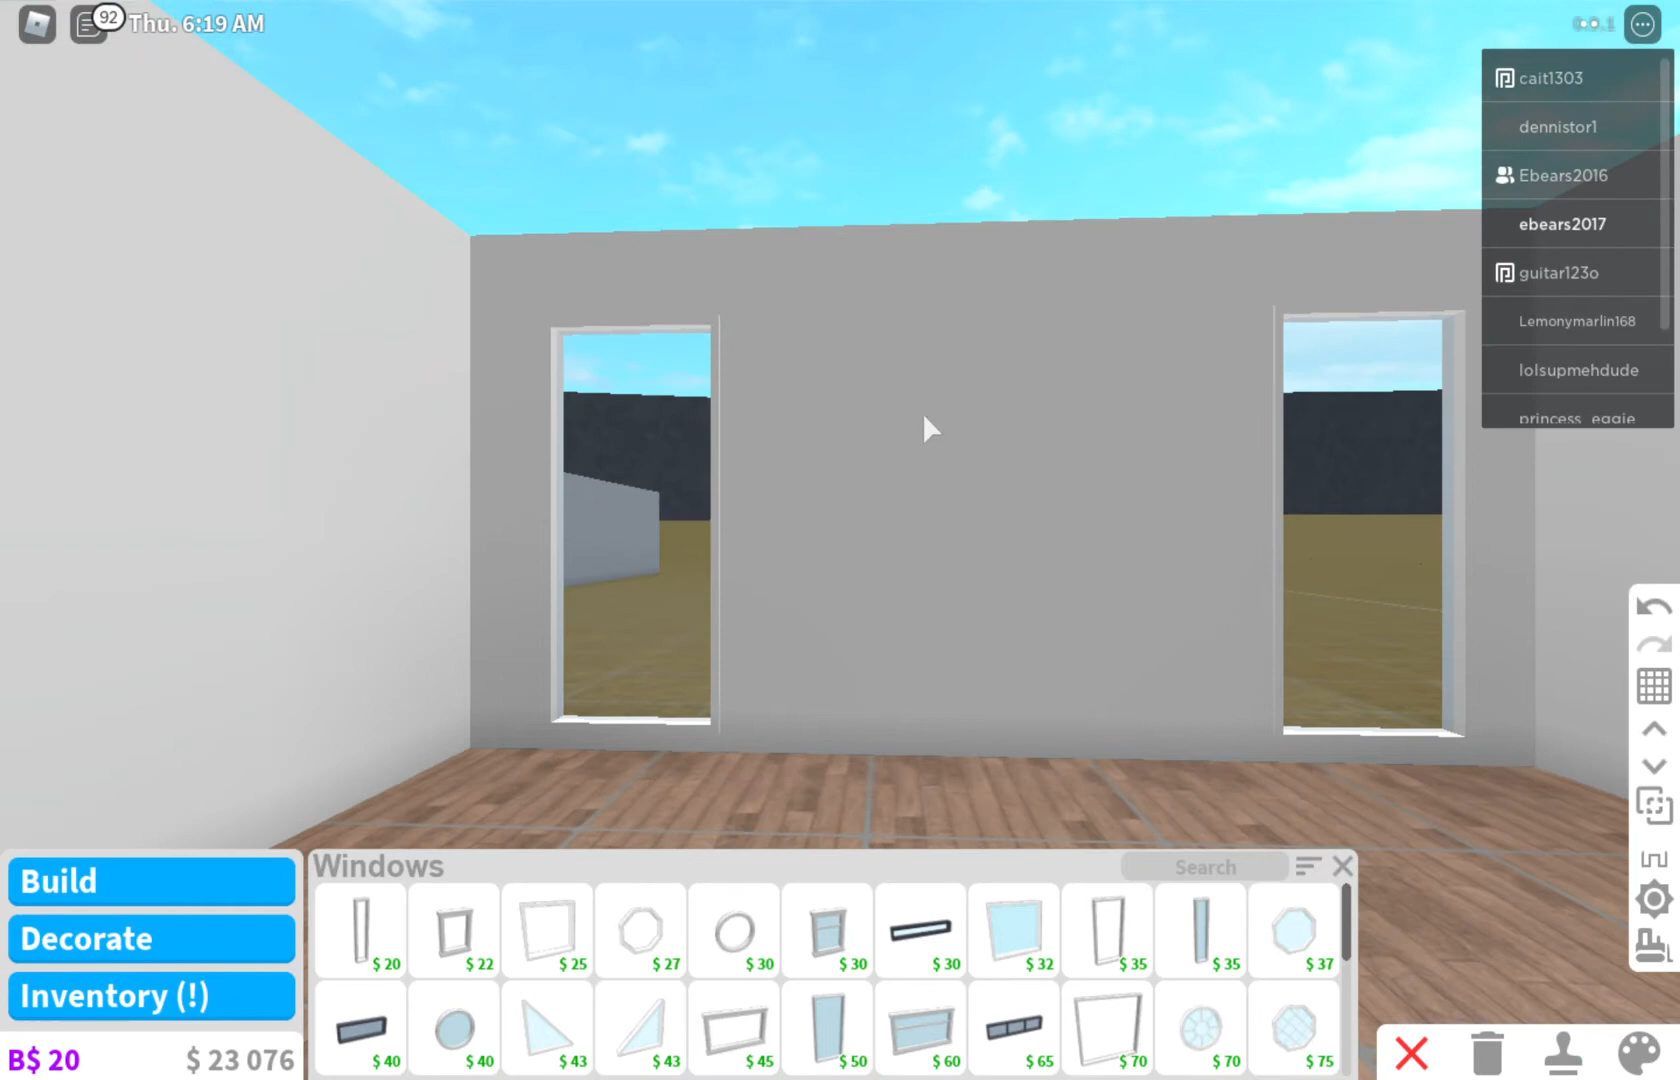 92
Thu. 6:19 AM
cait1303
dennistor1
Ebears2016
ebears2017
guitar123o
Lemonymarlin168
lolsupmehdude
princess_eggie
Build
Decorate
Inventory (!)
B$ 20
$ 23 076
Windows
Search
$ 20
$ 22
$ 25
$ 27
$ 30
$ 30
$ 30
$ 32
$ 35
$ 35
$ 37
$ 40
$ 40
$ 43
$ 43
$ 45
$ 50
$ 60
$ 65
$ 70
$ 70
$ 75